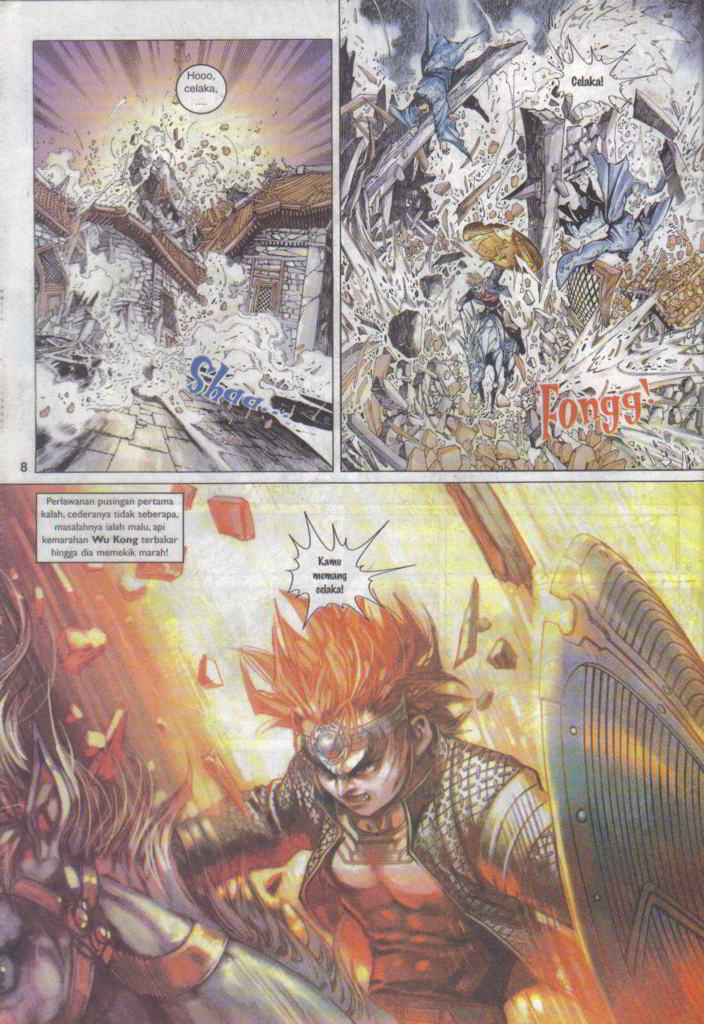 Hooo,
celaka,
....
Shaa...
8
Celaka!
Fongg!
Perlawanan pusingan pertama
kalah, cederanya tidak seberapa,
masalahnya ialah malu, api
kemarahan Wu Kong terbakar
hingga dia memekik marah!
Kamu
memang
celaka!